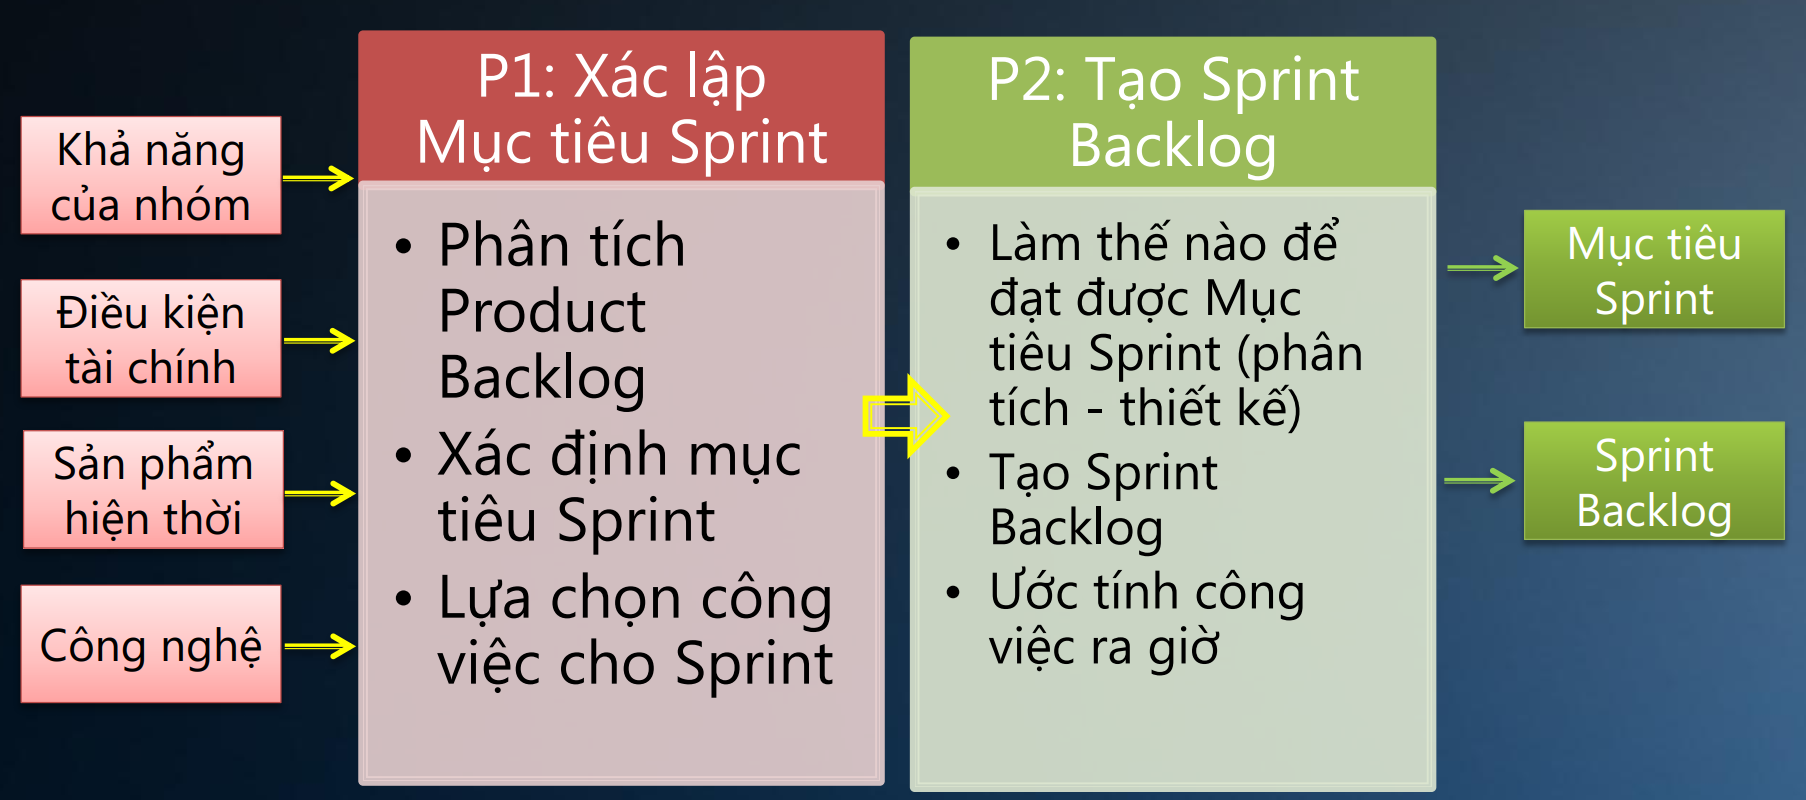 Khả năng
của nhóm
Điều kiện
tài chính
Sản phẩm
hiện thời
Công nghệ
P1: Xác lập
Mục tiêu Sprint
• Phân tích
Product
Backlog
• Xác định mục
tiêu Sprint
• Lựa chọn công
việc cho Sprint
P2: Tạo Sprint
Backlog
• Làm thế nào để
đạt được Mục
tiêu Sprint (phân
tích - thiết kế)
• Tạo Sprint
Backlog
• Ước tính công
việc ra giờ
Mục tiêu
Sprint
Sprint
Backlog